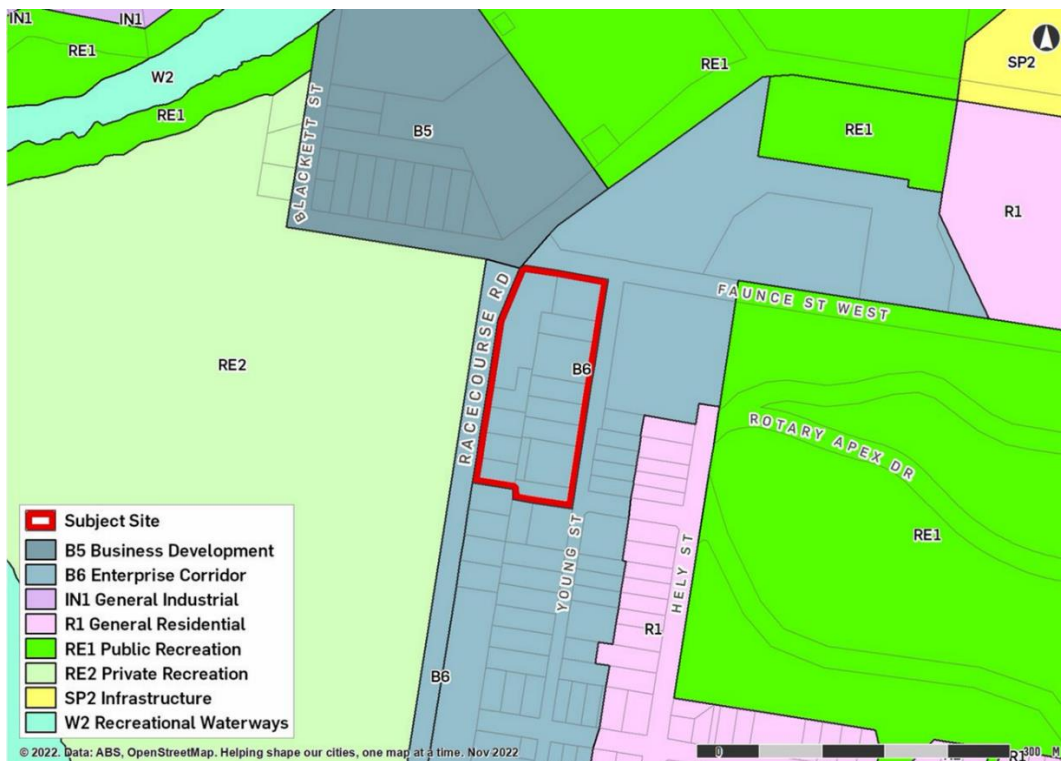 IN1
IN1
RE1
W2
RE1
BLACKETT ST
B5
RE1
SP2
RE1
R1
RACECOURSE RD
FAUNCE ST WEST
RE2
B6
ROTARY APEX DR
RE1
YOUNG ST
HELY ST
R1
B6
Subject Site
B5 Business Development
B6 Enterprise Corridor
IN1 General Industrial
R1 General Residential
RE1 Public Recreation
RE2 Private Recreation
SP2 Infrastructure
W2 Recreational Waterways
© 2022. Data: ABS, OpenStreetMap. Helping shape our cities, one map at a time. Nov 2022
0 300 M
R1